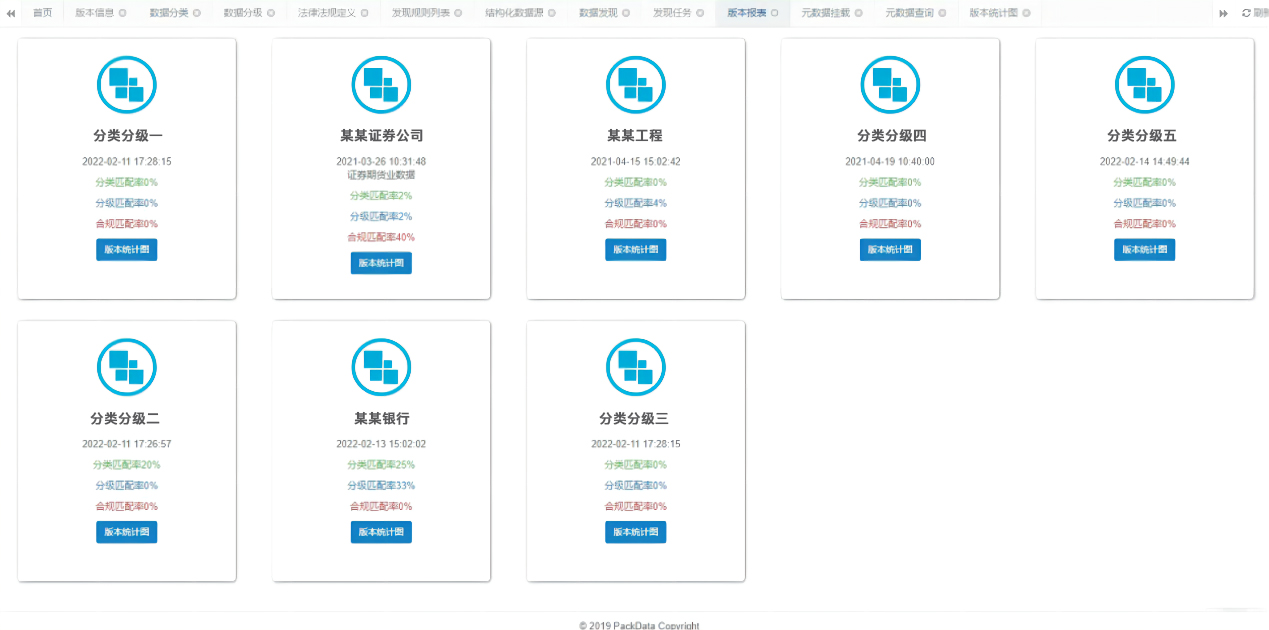 首页 版本信息 数据分类 数据分级 法律法规定义 发现规则列表 结构化数据源 数据发现 发现任务 版本报表 元数据挂载 元数据查询 版本统计图 刷新
分类分级一
2022-02-11 17:28:15
分类匹配率0%
分级匹配率0%
合规匹配率0%
版本统计图
某某证券公司
2021-03-26 10:31:48
证券期货业数据
分类匹配率2%
分级匹配率2%
合规匹配率40%
版本统计图
某某工程
2021-04-15 15:02:42
分类匹配率0%
分级匹配率4%
合规匹配率0%
版本统计图
分类分级四
2021-04-19 10:40:00
分类匹配率0%
分级匹配率0%
合规匹配率0%
版本统计图
分类分级五
2022-02-14 14:49:44
分类匹配率0%
分级匹配率0%
合规匹配率0%
版本统计图
分类分级二
2022-02-11 17:26:57
分类匹配率20%
分级匹配率0%
合规匹配率0%
版本统计图
某某银行
2022-02-13 15:02:02
分类匹配率25%
分级匹配率33%
合规匹配率0%
版本统计图
分类分级三
2022-02-11 17:28:15
分类匹配率0%
分级匹配率0%
合规匹配率0%
版本统计图
© 2019 PackData Copyright